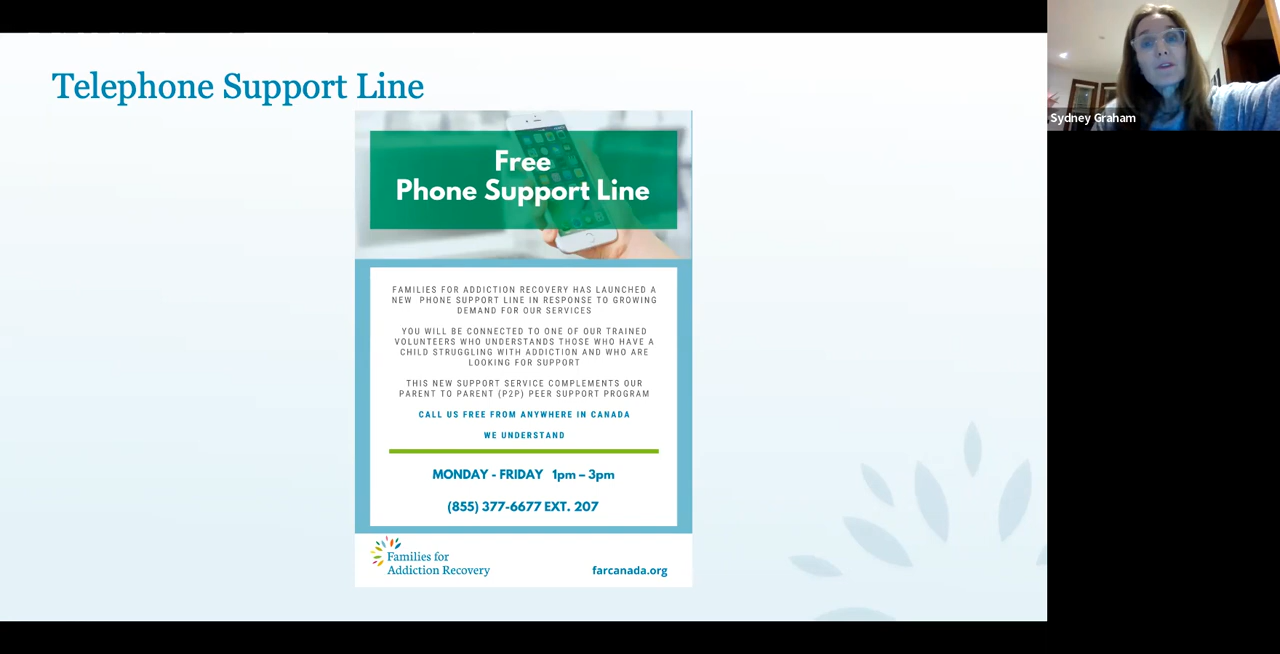 Telephone Support Line
Sydney Graham
Free
Phone Support Line
FAMILIES FOR ADDICTION RECOVERY HAS LAUNCHED A
NEW PHONE SUPPORT LINE IN RESPONSE TO GROWING
DEMAND FOR OUR SERVICES
YOU WILL BE CONNECTED TO ONE OF OUR TRAINED
VOLUNTEERS WHO UNDERSTANDS THOSE WHO HAVE A
CHILD STRUGGLING WITH ADDICTION AND WHO ARE
LOOKING FOR SUPPORT
THIS NEW SUPPORT SERVICE COMPLEMENTS OUR
PARENT TO PARENT (P2P) PEER SUPPORT PROGRAM
CALL US FREE FROM ANYWHERE IN CANADA
WE UNDERSTAND
MONDAY - FRIDAY 1pm – 3pm
(855) 377-6677 EXT. 207
Families for
Addiction Recovery
farcanada.org